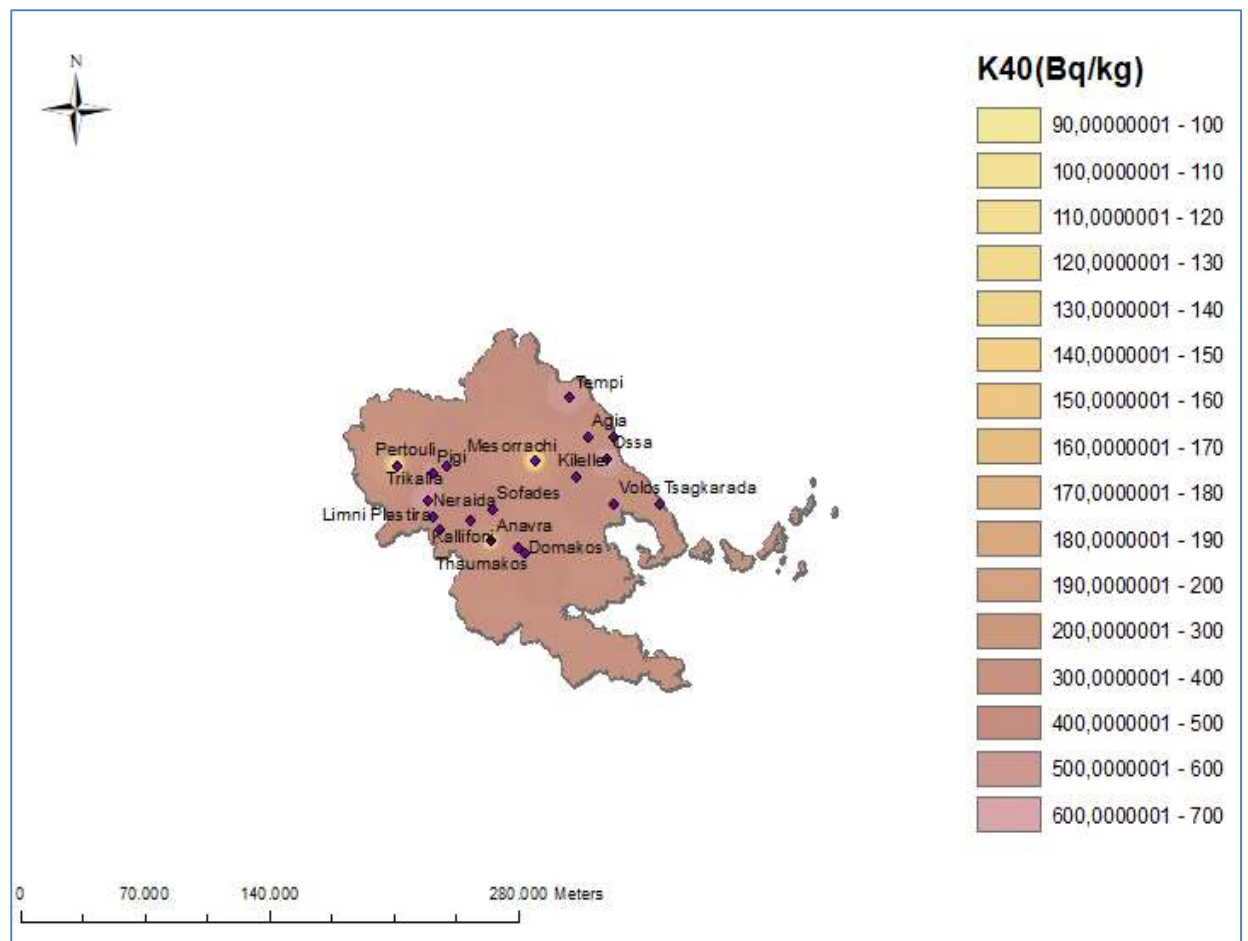 N
K40(Bq/kg)
90,00000001 - 100
100,0000001 - 110
110,0000001 - 120
120,0000001 - 130
130,0000001 - 140
140,0000001 - 150
150,0000001 - 160
160,0000001 - 170
170,0000001 - 180
180,0000001 - 190
190,0000001 - 200
200,0000001 - 300
300,0000001 - 400
400,0000001 - 500
500,0000001 - 600
600,0000001 - 700
Tempi
Agia
Ossa
Pertouli
Pigi
Mesorrachi
Kileller
Trikalla
Neraida
Sofades
Volos
Tsagkarada
Limni Plastira
Kallifoni
Anavra
Domakos
Thaumakos
0
70.000
140.000
280.000 Meters